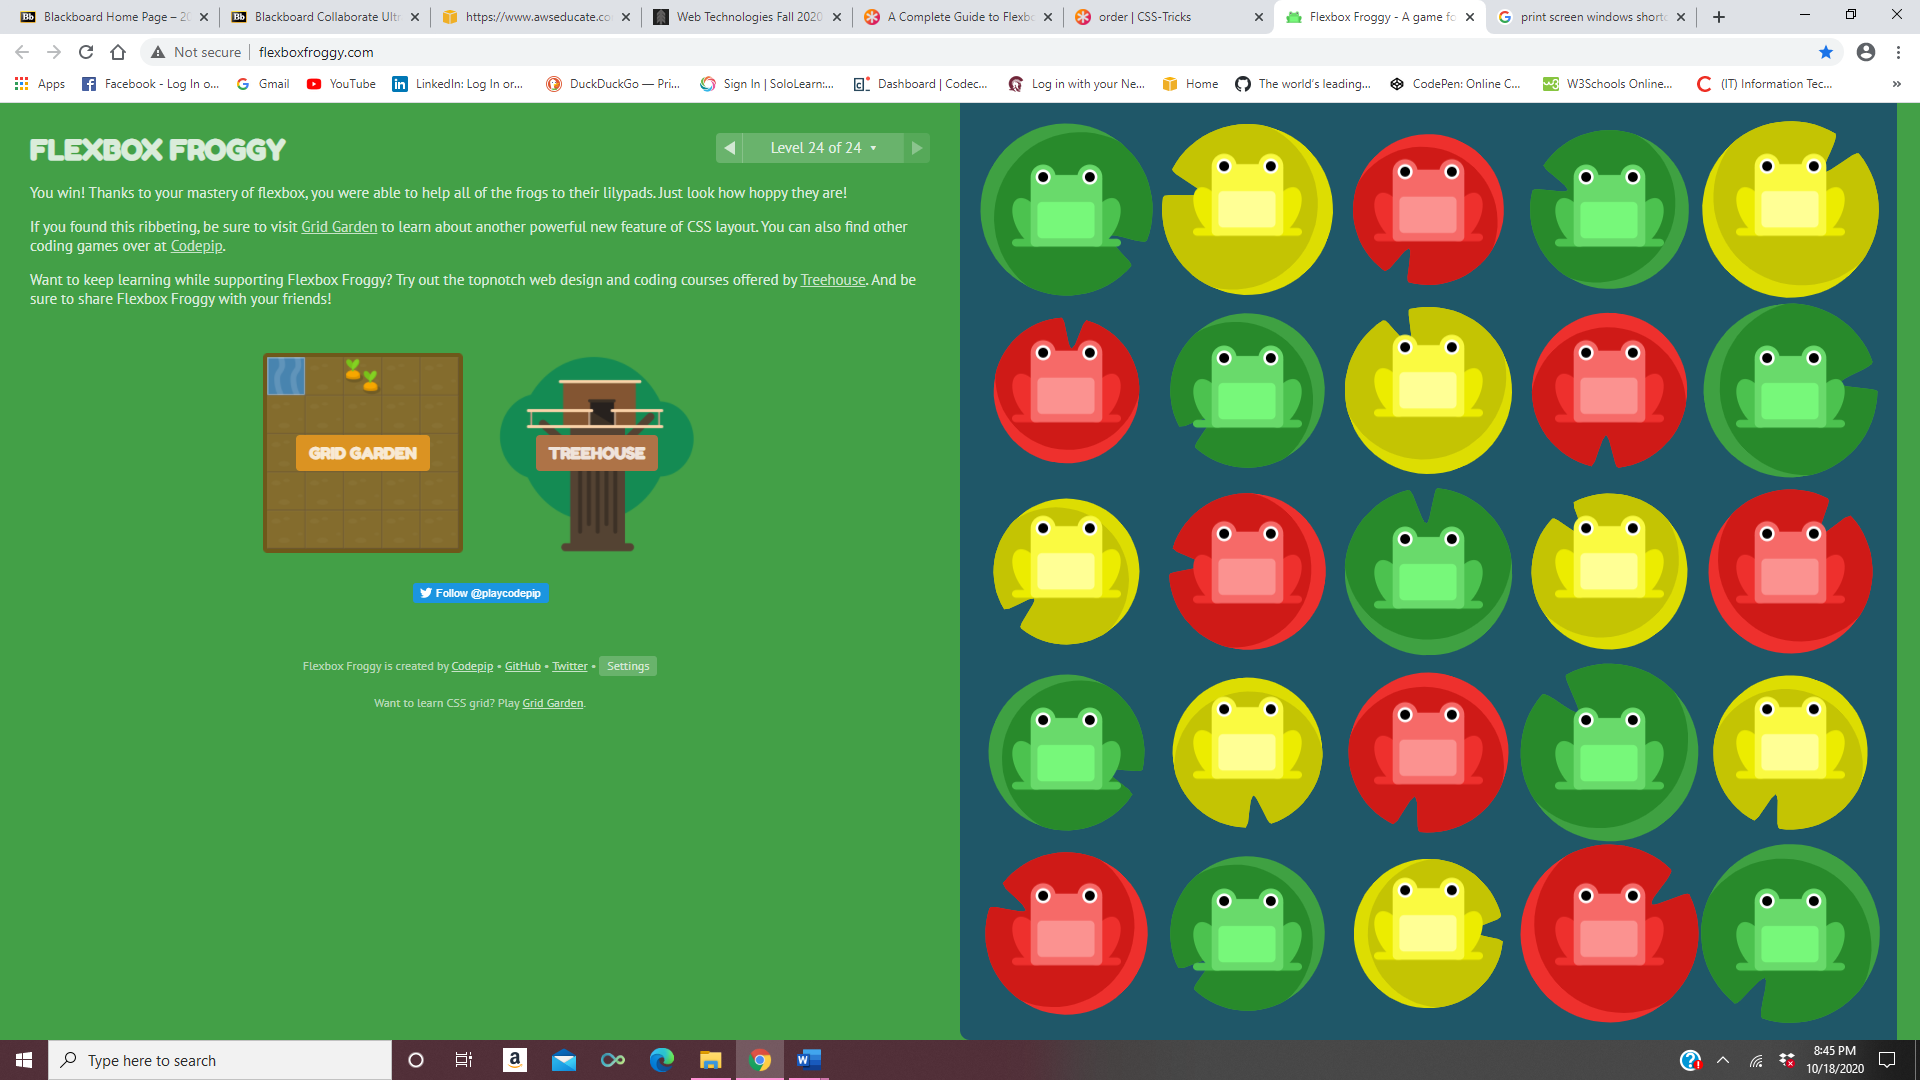 Blackboard Home Page – 20
Blackboard Collaborate Ultr
https://www.awseducate.co
Web Technologies Fall 2020
A Complete Guide to Flexbo
order | CSS-Tricks
Flexbox Froggy - A game fo
print screen windows shortc
Not secure
flexboxfroggy.com
Apps
Facebook - Log In o...
Gmail
YouTube
LinkedIn: Log In or...
DuckDuckGo — Pri...
Sign In | SoloLearn:...
Dashboard | Codec...
Log in with your Ne...
Home
The world's leading...
CodePen: Online C...
W3Schools Online...
(IT) Information Tec...
»
FLEXBOX FROGGY
Level 24 of 24
You win! Thanks to your mastery of flexbox, you were able to help all of the frogs to their lilypads. Just look how hoppy they are!
If you found this ribbeting, be sure to visit Grid Garden to learn about another powerful new feature of CSS layout. You can also find other
coding games over at Codepip.
Want to keep learning while supporting Flexbox Froggy? Try out the topnotch web design and coding courses offered by Treehouse. And be
sure to share Flexbox Froggy with your friends!
GRID GARDEN
TREEHOUSE
Follow @playcodepip
Flexbox Froggy is created by Codepip • GitHub • Twitter • Settings
Want to learn CSS grid? Play Grid Garden.
Type here to search
8:45 PM
10/18/2020